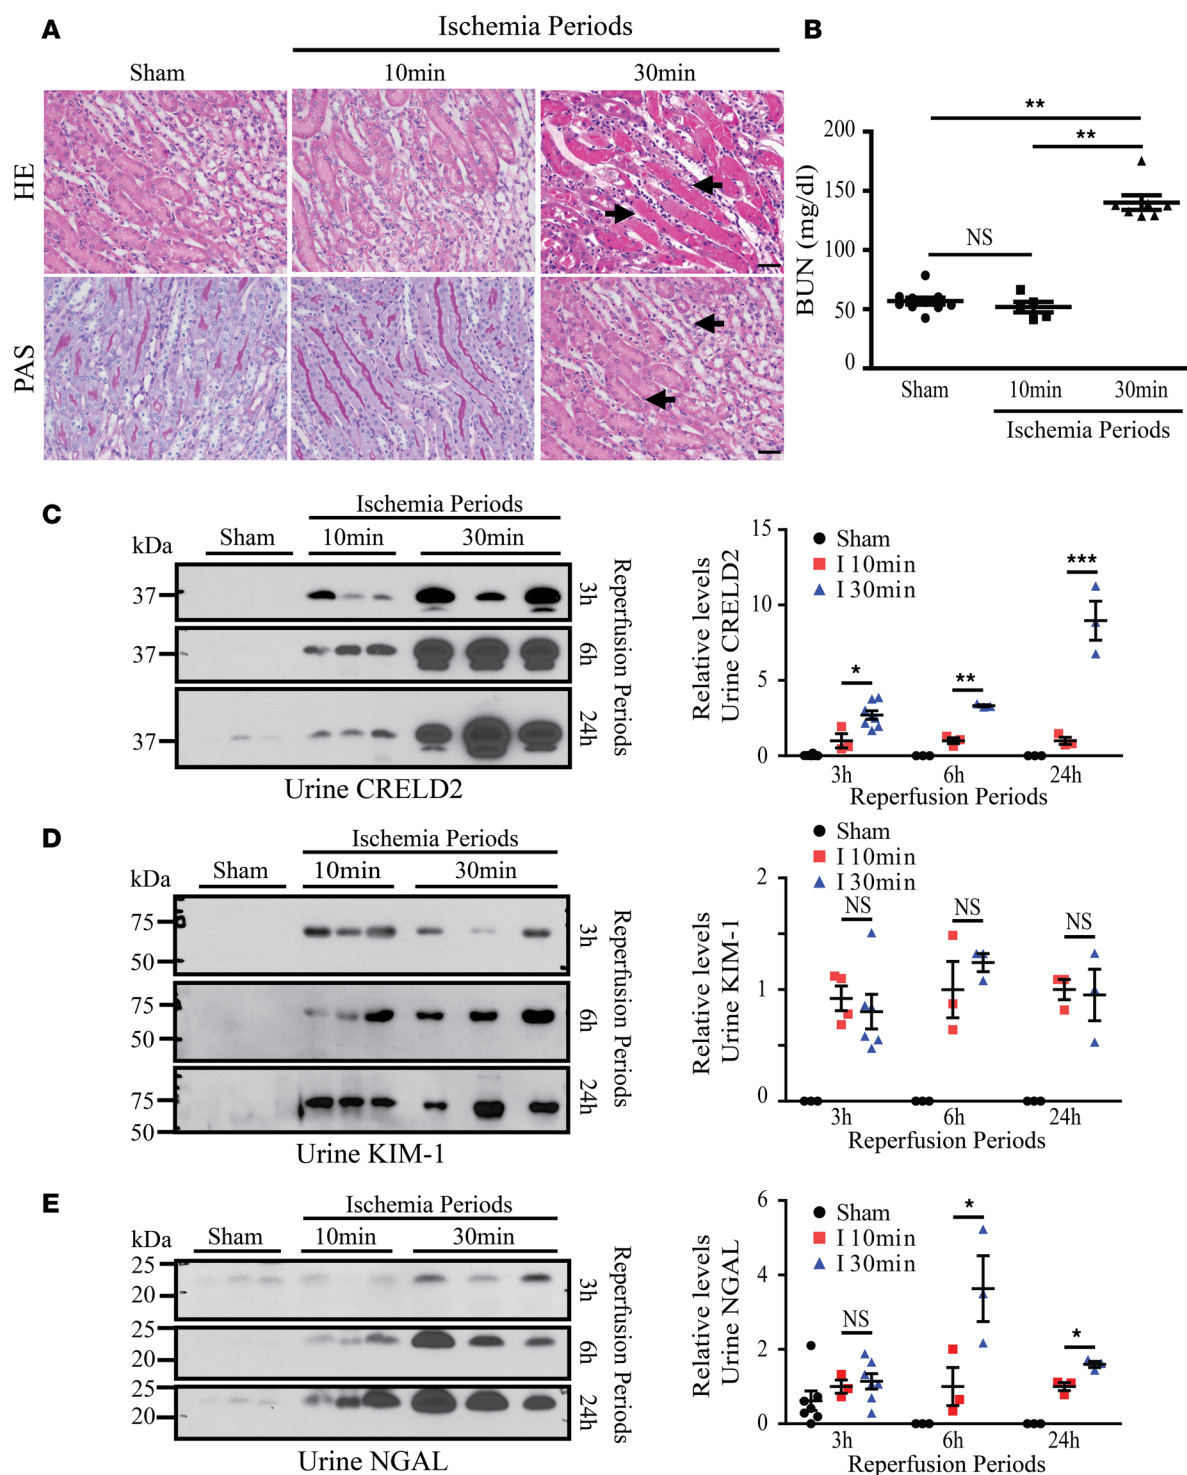 A
Ischemia Periods
Sham
10min
30min
HE
PAS
B
BUN (mg/dl)
200
150
100
50
0
**
**
NS
Sham
10min
30min
Ischemia Periods
C
Ischemia Periods
kDa
Sham
10min
30min
37
3h
37
6h
37
24h
Reperfusion Periods
Urine CRELD2
Relative levels
Urine CRELD2
15
10
5
0
Sham
I 10min
I 30min
*
**
***
3h
6h
24h
Reperfusion Periods
D
Ischemia Periods
kDa
Sham
10min
30min
75
50
3h
75
50
6h
75
50
24h
Reperfusion Periods
Urine KIM-1
Relative levels
Urine KIM-1
Sham
I 10min
I 30min
2
1
0
NS
NS
NS
3h
6h
24h
Reperfusion Periods
E
Ischemia Periods
kDa
Sham
10min
30min
25
20
3h
25
20
6h
25
20
24h
Reperfusion Periods
Urine NGAL
Relative levels
Urine NGAL
6
4
2
0
Sham
I 10min
I 30min
NS
*
*
3h
6h
24h
Reperfusion Periods